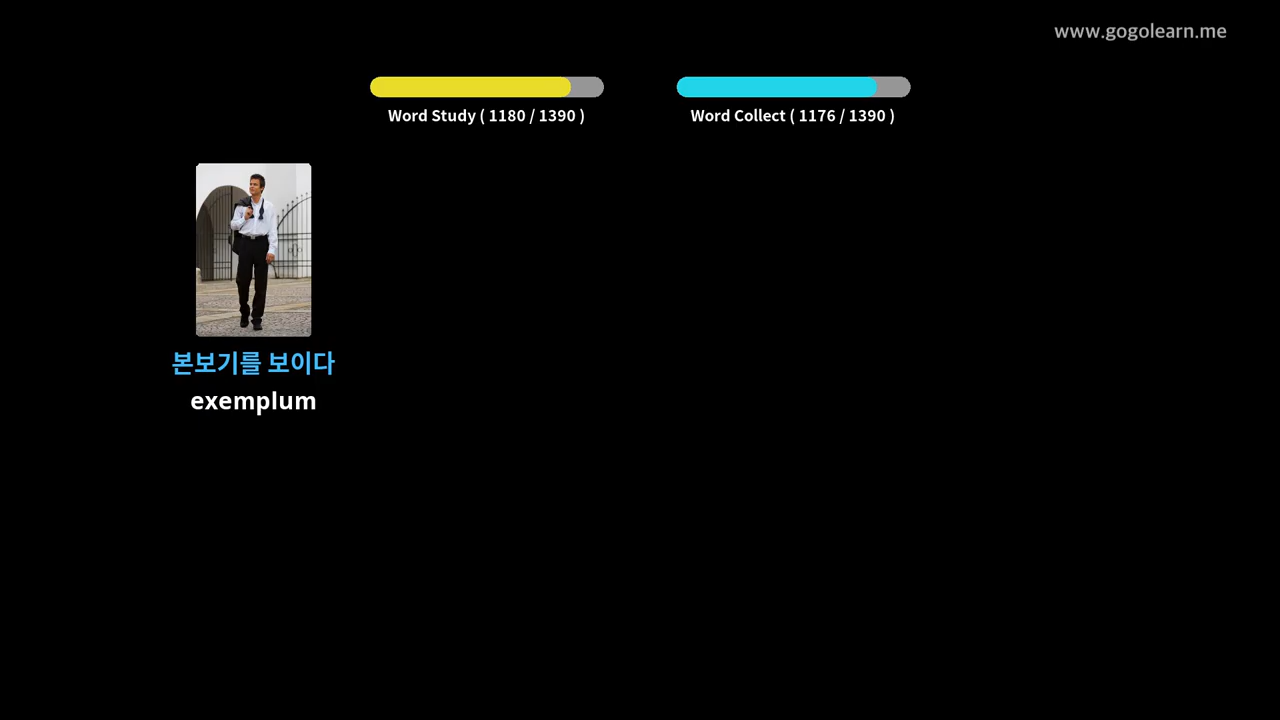 www.gogolearn.me
Word Study ( 1180 / 1390 )
Word Collect ( 1176 / 1390 )
본보기를 보이다
exemplum